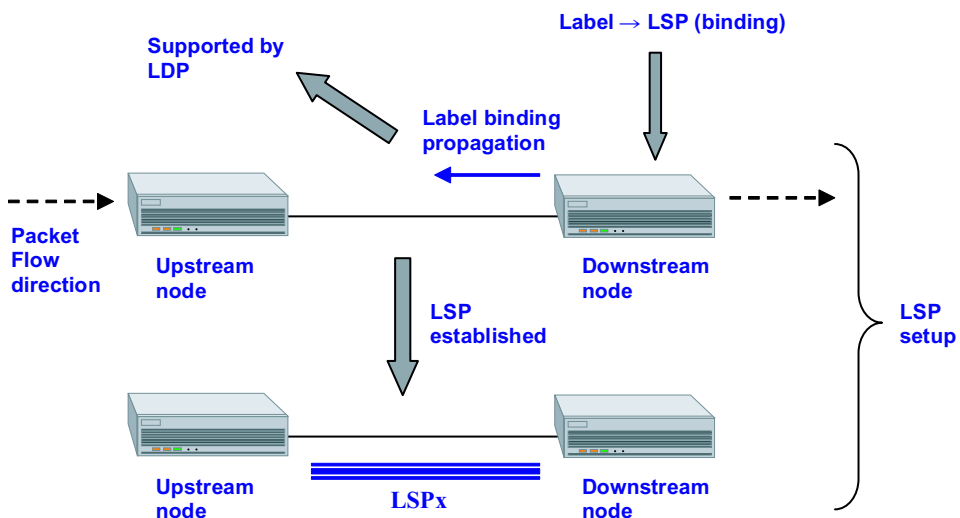 Label → LSP (binding)
Supported by
LDP
Label binding
propagation
Packet
Flow
direction
Upstream
node
Downstream
node
LSP
established
LSP
setup
Upstream
node
LSPx
Downstream
node